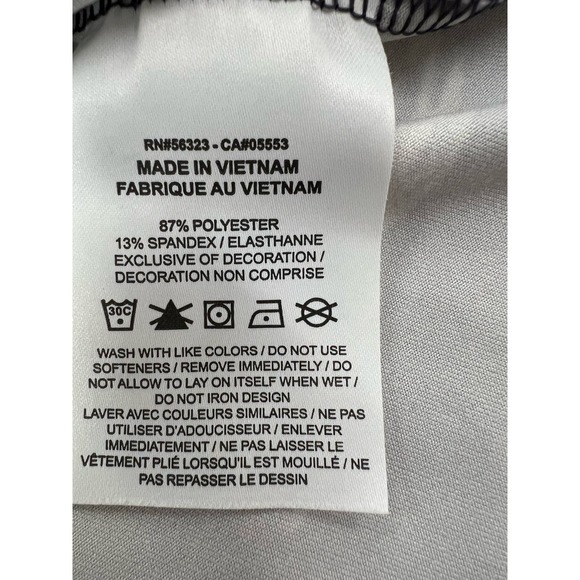 RN#56323 - CA#05553
MADE IN VIETNAM
FABRIQUE AU VIETNAM
87% POLYESTER
13% SPANDEX / ELASTHANNE
EXCLUSIVE OF DECORATION /
DECORATION NON COMPRISE
30C
WASH WITH LIKE COLORS / DO NOT USE
SOFTENERS / REMOVE IMMEDIATELY / DO
NOT ALLOW TO LAY ON ITSELF WHEN WET /
DO NOT IRON DESIGN
LAVER AVEC COULEURS SIMILAIRES / NE PAS
UTILISER D'ADOUCISSEUR / ENLEVER
IMMEDIATEMENT / NE PAS LAISSER LE
VÊTEMENT PLIÉ LORSQU'IL EST MOUILLÉ / NE
PAS REPASSER LE DESSIN